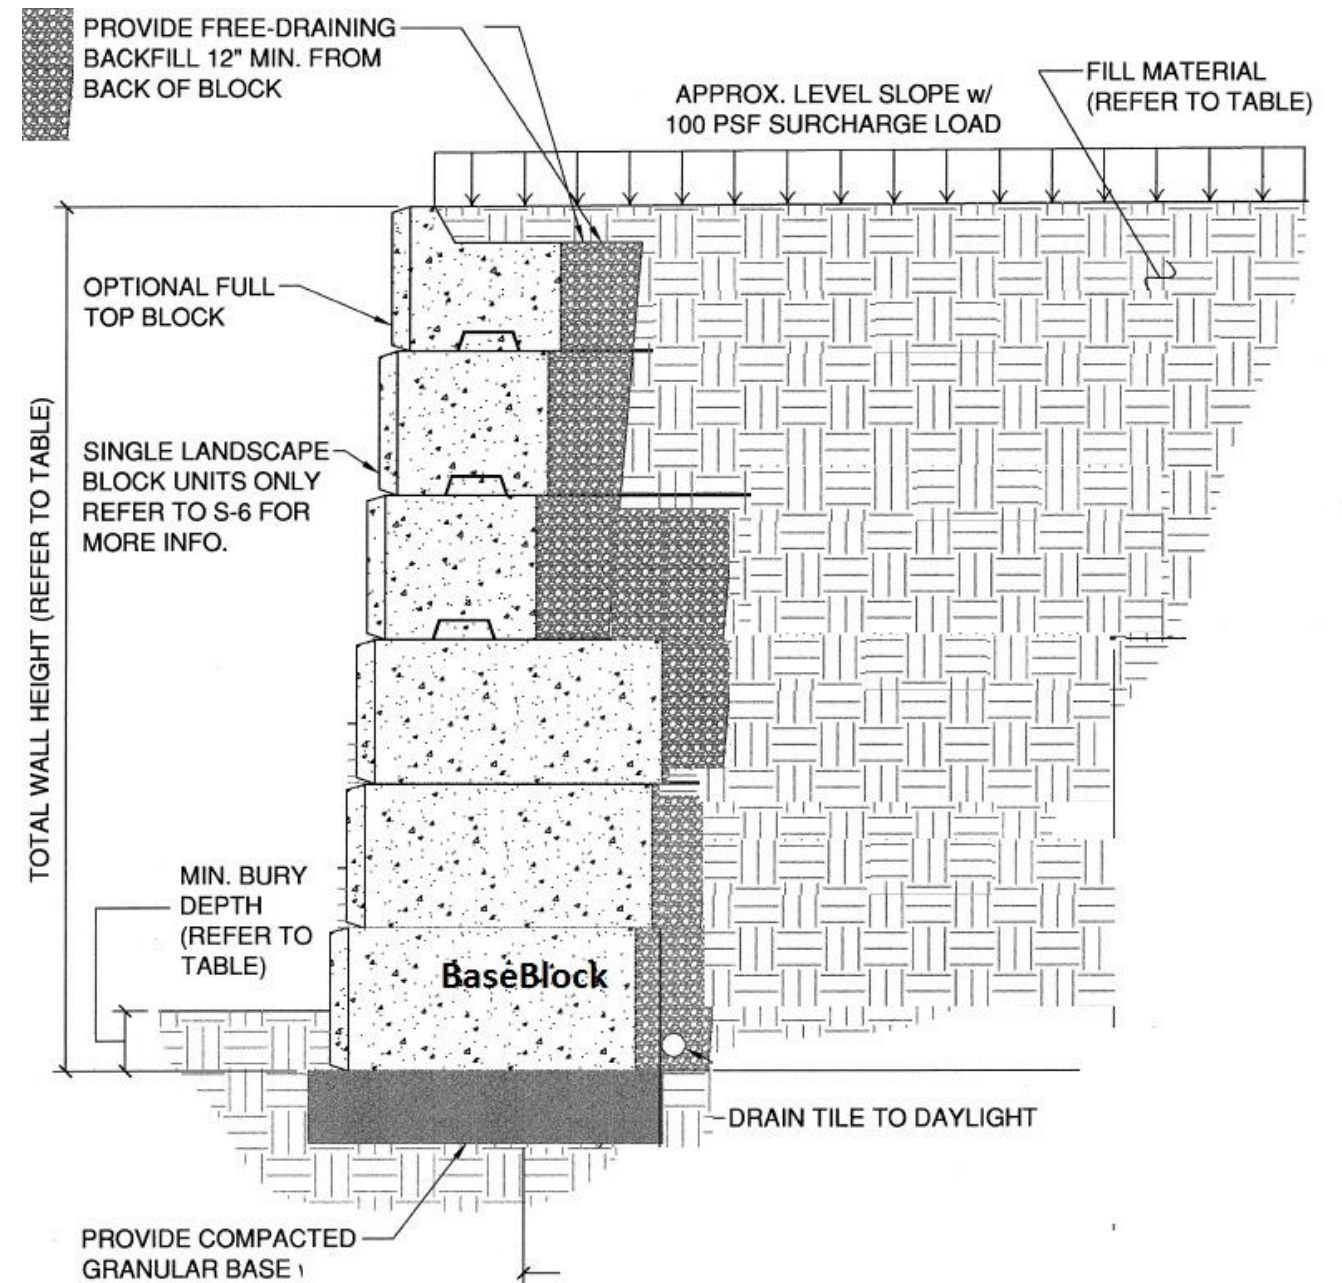 PROVIDE FREE-DRAINING
BACKFILL 12" MIN. FROM
BACK OF BLOCK
APPROX. LEVEL SLOPE w/
100 PSF SURCHARGE LOAD
FILL MATERIAL
(REFER TO TABLE)
OPTIONAL FULL
TOP BLOCK
SINGLE LANDSCAPE
BLOCK UNITS ONLY
REFER TO S-6 FOR
MORE INFO.
TOTAL WALL HEIGHT (REFER TO TABLE)
MIN. BURY
DEPTH
(REFER TO
TABLE)
BaseBlock
DRAIN TILE TO DAYLIGHT
PROVIDE COMPACTED
GRANULAR BASE